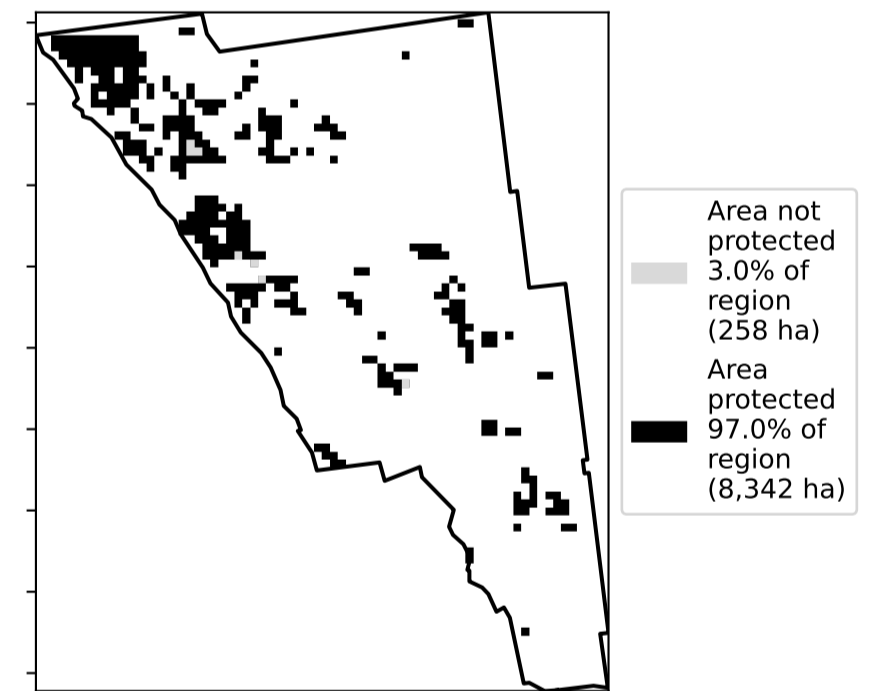 Area not
protected
3.0% of
region
(258 ha)
Area
protected
97.0% of
region
(8,342 ha)